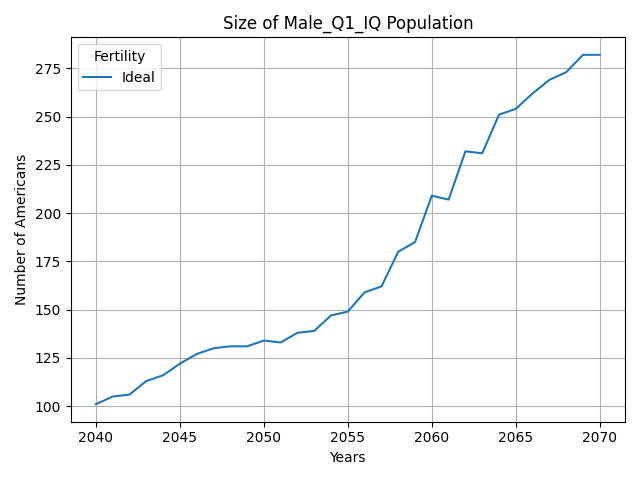 Size of Male_Q1_IQ Population
Fertility
Ideal
Number of Americans
275
250
225
200
175
150
125
100
2040 2045 2050 2055 2060 2065 2070
Years